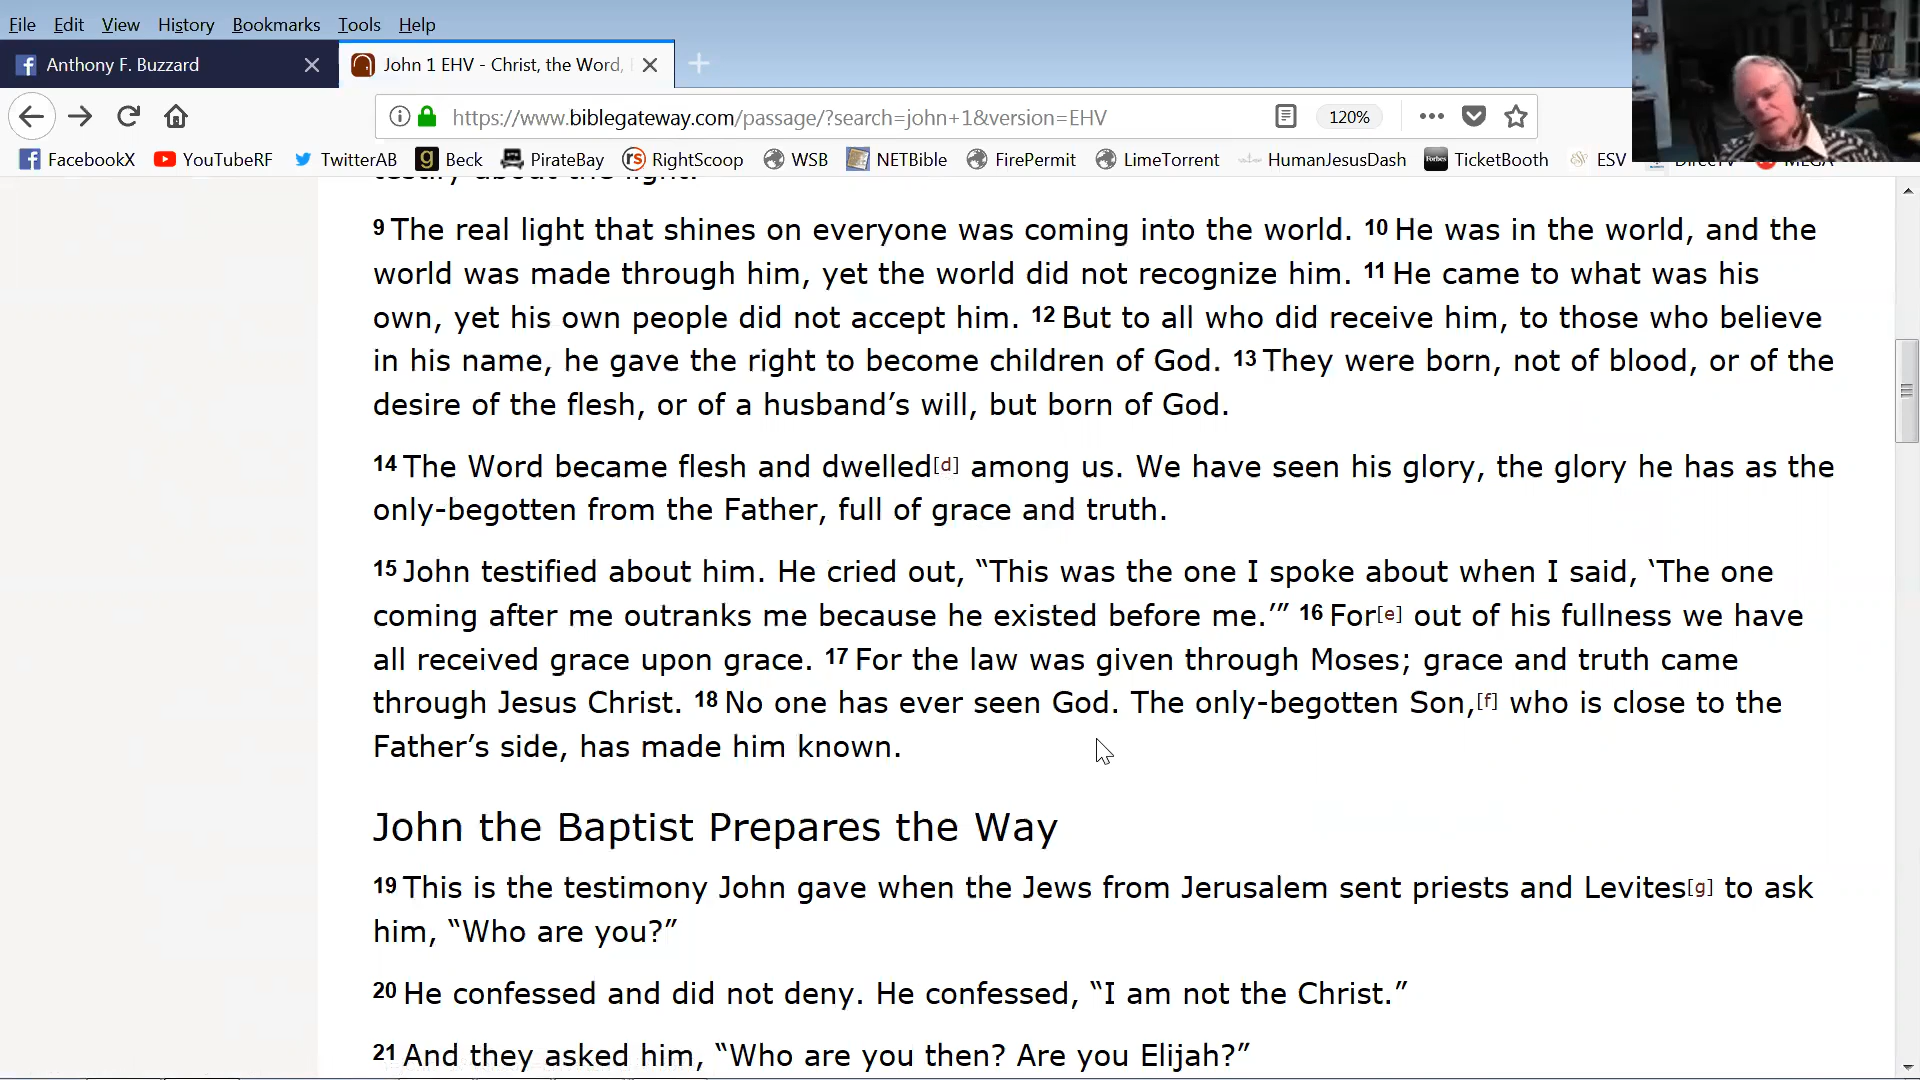 File Edit View History Bookmarks Tools Help
Anthony F. Buzzard
John 1 EHV - Christ, the Word,
https://www.biblegateway.com/passage/?search=john+1&version=EHV
120%
FacebookX YouTubeRF TwitterAB Beck PirateBay RightScoop WSB NETBible FirePermit LimeTorrent HumanJesusDash TicketBooth ESV DirecTV MEGA
testify about the light.
9 The real light that shines on everyone was coming into the world. 10 He was in the world, and the
world was made through him, yet the world did not recognize him. 11 He came to what was his
own, yet his own people did not accept him. 12 But to all who did receive him, to those who believe
in his name, he gave the right to become children of God. 13 They were born, not of blood, or of the
desire of the flesh, or of a husband’s will, but born of God.
14 The Word became flesh and dwelled[d] among us. We have seen his glory, the glory he has as the
only-begotten from the Father, full of grace and truth.
15 John testified about him. He cried out, “This was the one I spoke about when I said, ‘The one
coming after me outranks me because he existed before me.’” 16 For[e] out of his fullness we have
all received grace upon grace. 17 For the law was given through Moses; grace and truth came
through Jesus Christ. 18 No one has ever seen God. The only-begotten Son,[f] who is close to the
Father’s side, has made him known.
John the Baptist Prepares the Way
19 This is the testimony John gave when the Jews from Jerusalem sent priests and Levites[g] to ask
him, “Who are you?”
20 He confessed and did not deny. He confessed, “I am not the Christ.”
21 And they asked him, “Who are you then? Are you Elijah?”